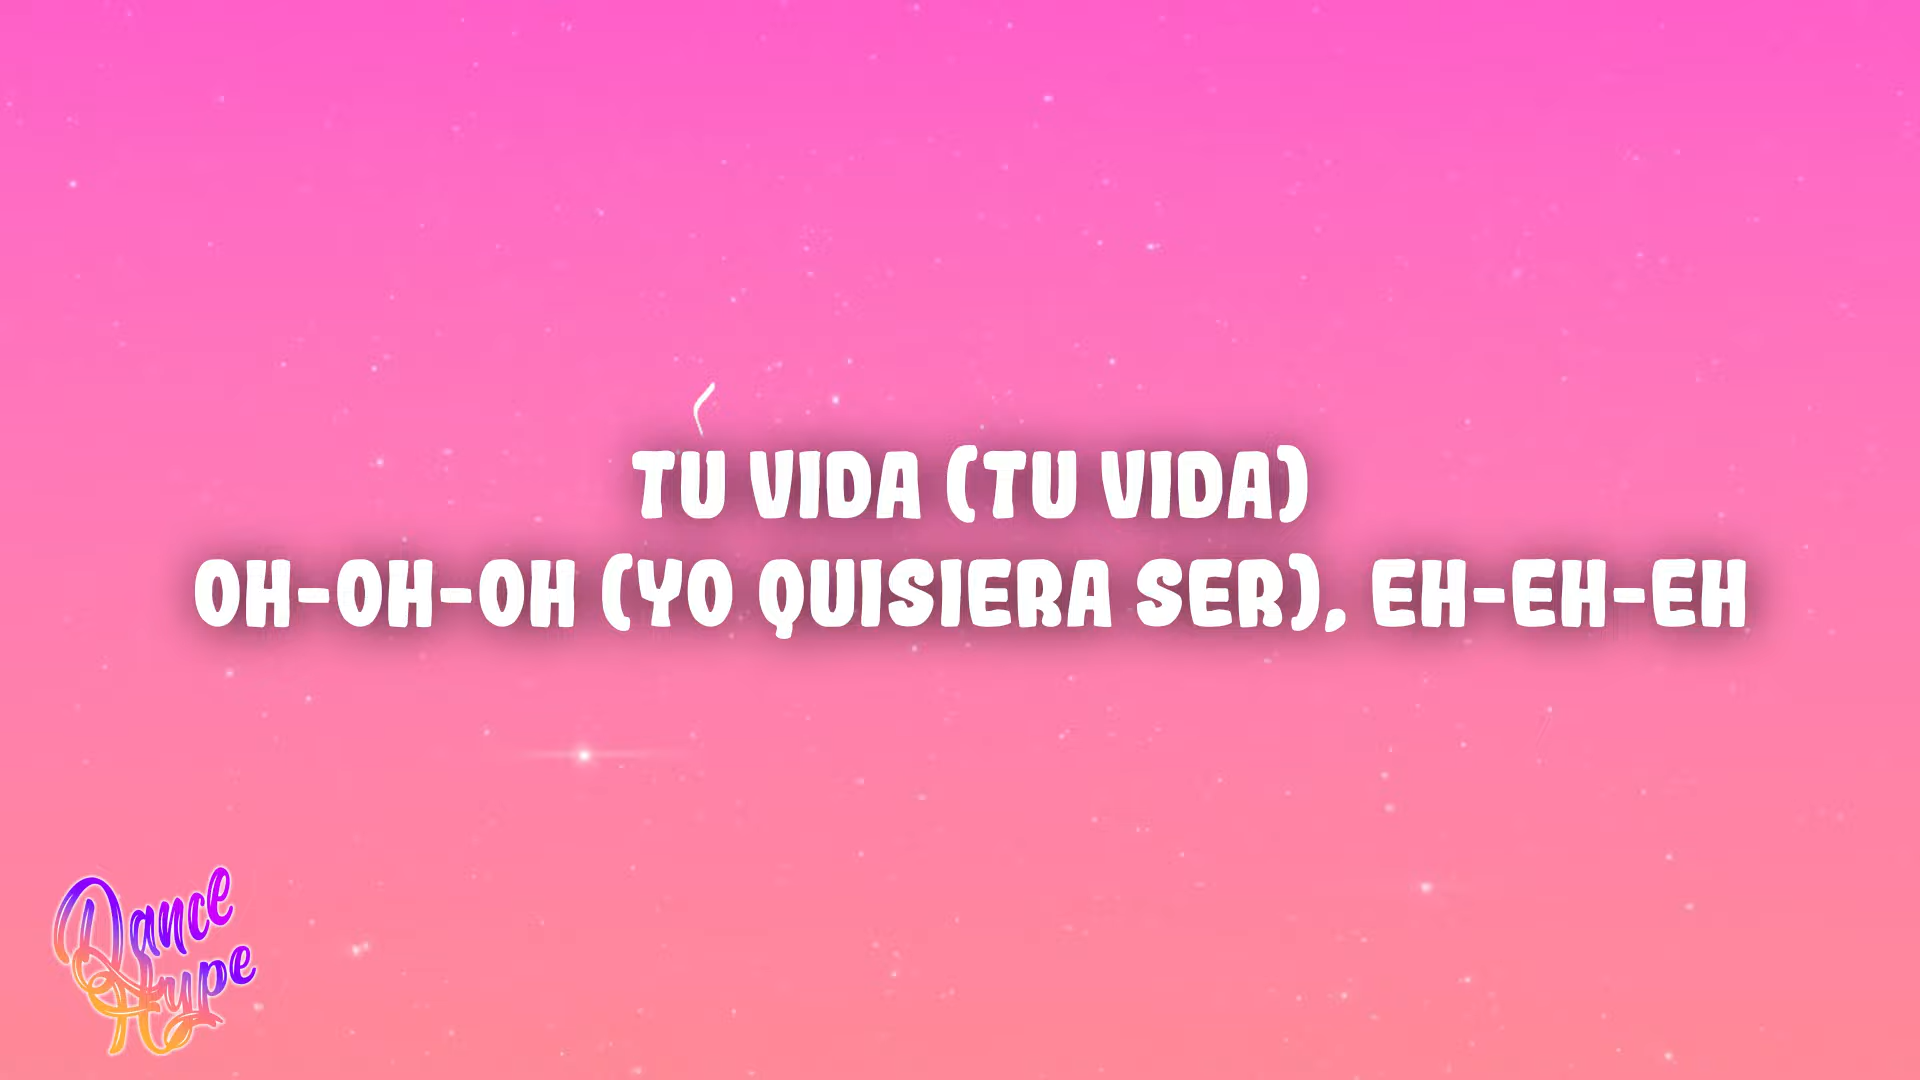 TU VIDA (TU VIDA)
OH-OH-OH (YO QUISIERA SER), EH-EH-EH
Dance
Hype